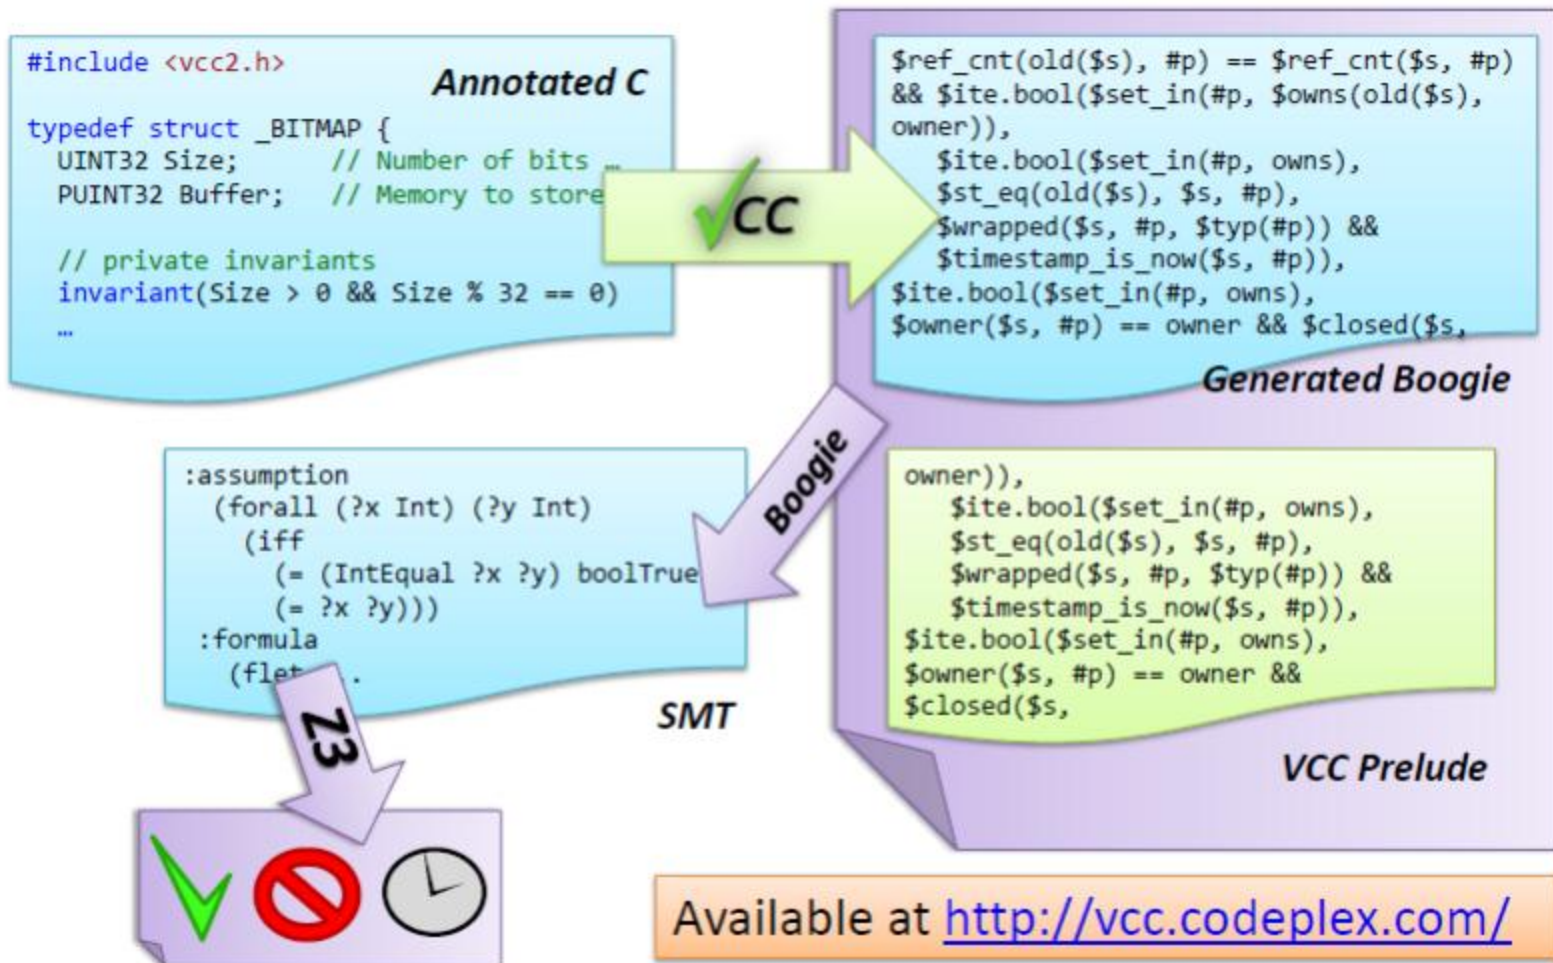 #include <vcc2.h>
Annotated C
typedef struct _BITMAP {
UINT32 Size; // Number of bits …
PUINT32 Buffer; // Memory to store
// private invariants
invariant(Size > 0 && Size % 32 == 0)
…
√CC
$ref_cnt(old($s), #p) == $ref_cnt($s, #p)
&& $ite.bool($set_in(#p, $owns(old($s),
owner)),
$ite.bool($set_in(#p, owns),
$st_eq(old($s), $s, #p),
$wrapped($s, #p, $typ(#p)) &&
$timestamp_is_now($s, #p)),
$ite.bool($set_in(#p, owns),
$owner($s, #p) == owner && $closed($s,
Generated Boogie
Boogie
:assumption
(forall (?x Int) (?y Int)
(iff
(= (IntEqual ?x ?y) boolTrue
(= ?x ?y)))
:formula
(flet .
SMT
Z3
owner)),
$ite.bool($set_in(#p, owns),
$st_eq(old($s), $s, #p),
$wrapped($s, #p, $typ(#p)) &&
$timestamp_is_now($s, #p)),
$ite.bool($set_in(#p, owns),
$owner($s, #p) == owner &&
$closed($s,
VCC Prelude
Available at http://vcc.codeplex.com/